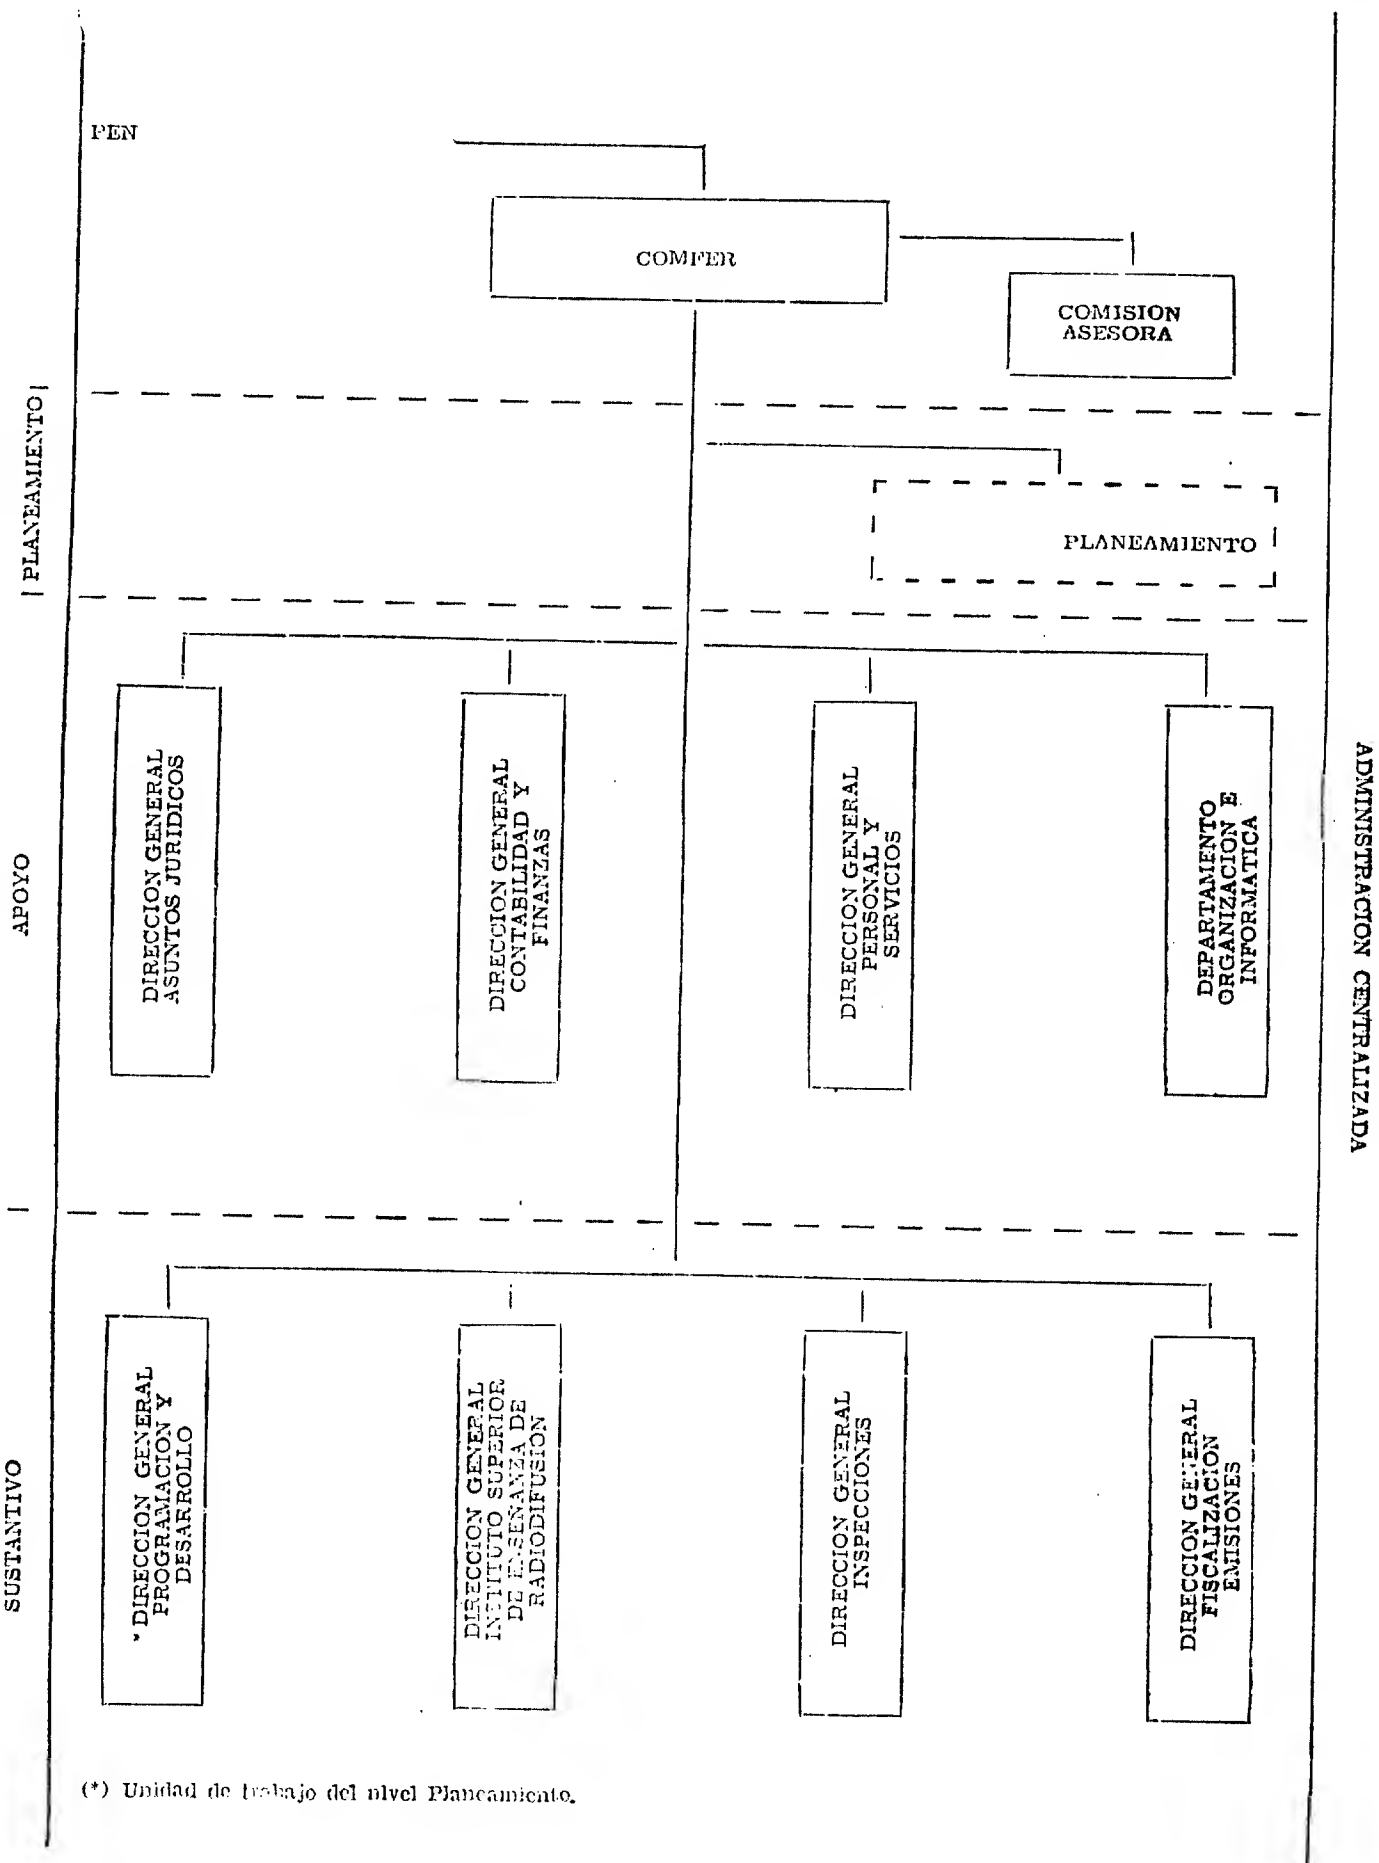 PEN
COMFER
COMISION
ASESORA
| PLANEAMIENTO |
PLANEAMIENTO
APOYO
DIRECCION GENERAL
ASUNTOS JURIDICOS
DIRECCION GENERAL
CONTABILIDAD Y
FINANZAS
DIRECCION GENERAL
PERSONAL Y
SERVICIOS
DEPARTAMENTO
ORGANIZACION E
INFORMATICA
ADMINISTRACION CENTRALIZADA
SUSTANTIVO
*DIRECCION GENERAL
PROGRAMACION Y
DESARROLLO
DIRECCION GENERAL
INSTITUTO SUPERIOR
DE ENSEÑANZA DE
RADIODIFUSION
DIRECCION GENERAL
INSPECCIONES
DIRECCION GENERAL
FISCALIZACION
EMISIONES
(*) Unidad de trabajo del nivel Planeamiento.